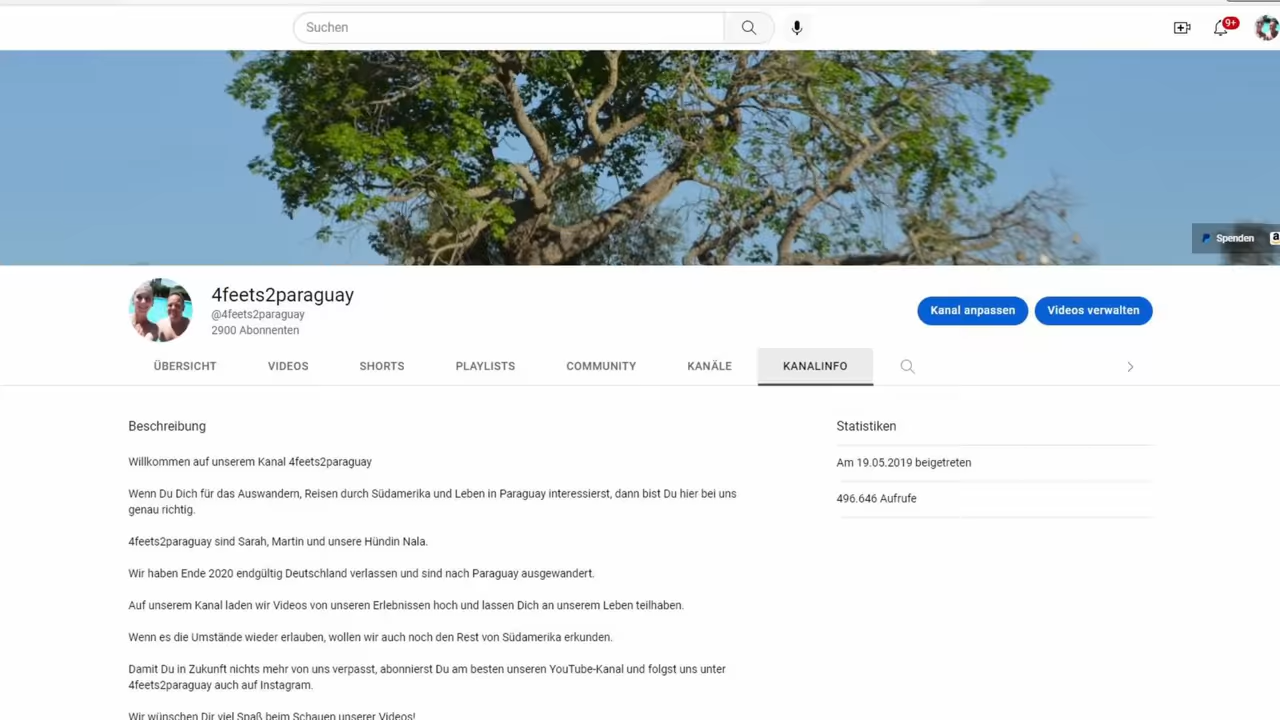 Suchen
9+
Spenden
4feets2paraguay
@4feets2paraguay
2900 Abonnenten
Kanal anpassen
Videos verwalten
ÜBERSICHT
VIDEOS
SHORTS
PLAYLISTS
COMMUNITY
KANÄLE
KANALINFO
Beschreibung
Willkommen auf unserem Kanal 4feets2paraguay
Wenn Du Dich für das Auswandern, Reisen durch Südamerika und Leben in Paraguay interessierst, dann bist Du hier bei uns
genau richtig.
4feets2paraguay sind Sarah, Martin und unsere Hündin Nala.
Wir haben Ende 2020 endgültig Deutschland verlassen und sind nach Paraguay ausgewandert.
Auf unserem Kanal laden wir Videos von unseren Erlebnissen hoch und lassen Dich an unserem Leben teilhaben.
Wenn es die Umstände wieder erlauben, wollen wir auch noch den Rest von Südamerika erkunden.
Damit Du in Zukunft nichts mehr von uns verpasst, abonnierst Du am besten unseren YouTube-Kanal und folgst uns unter
4feets2paraguay auch auf Instagram.
Wir wünschen Dir viel Spaß beim Schauen unserer Videos!
Statistiken
Am 19.05.2019 beigetreten
496.646 Aufrufe